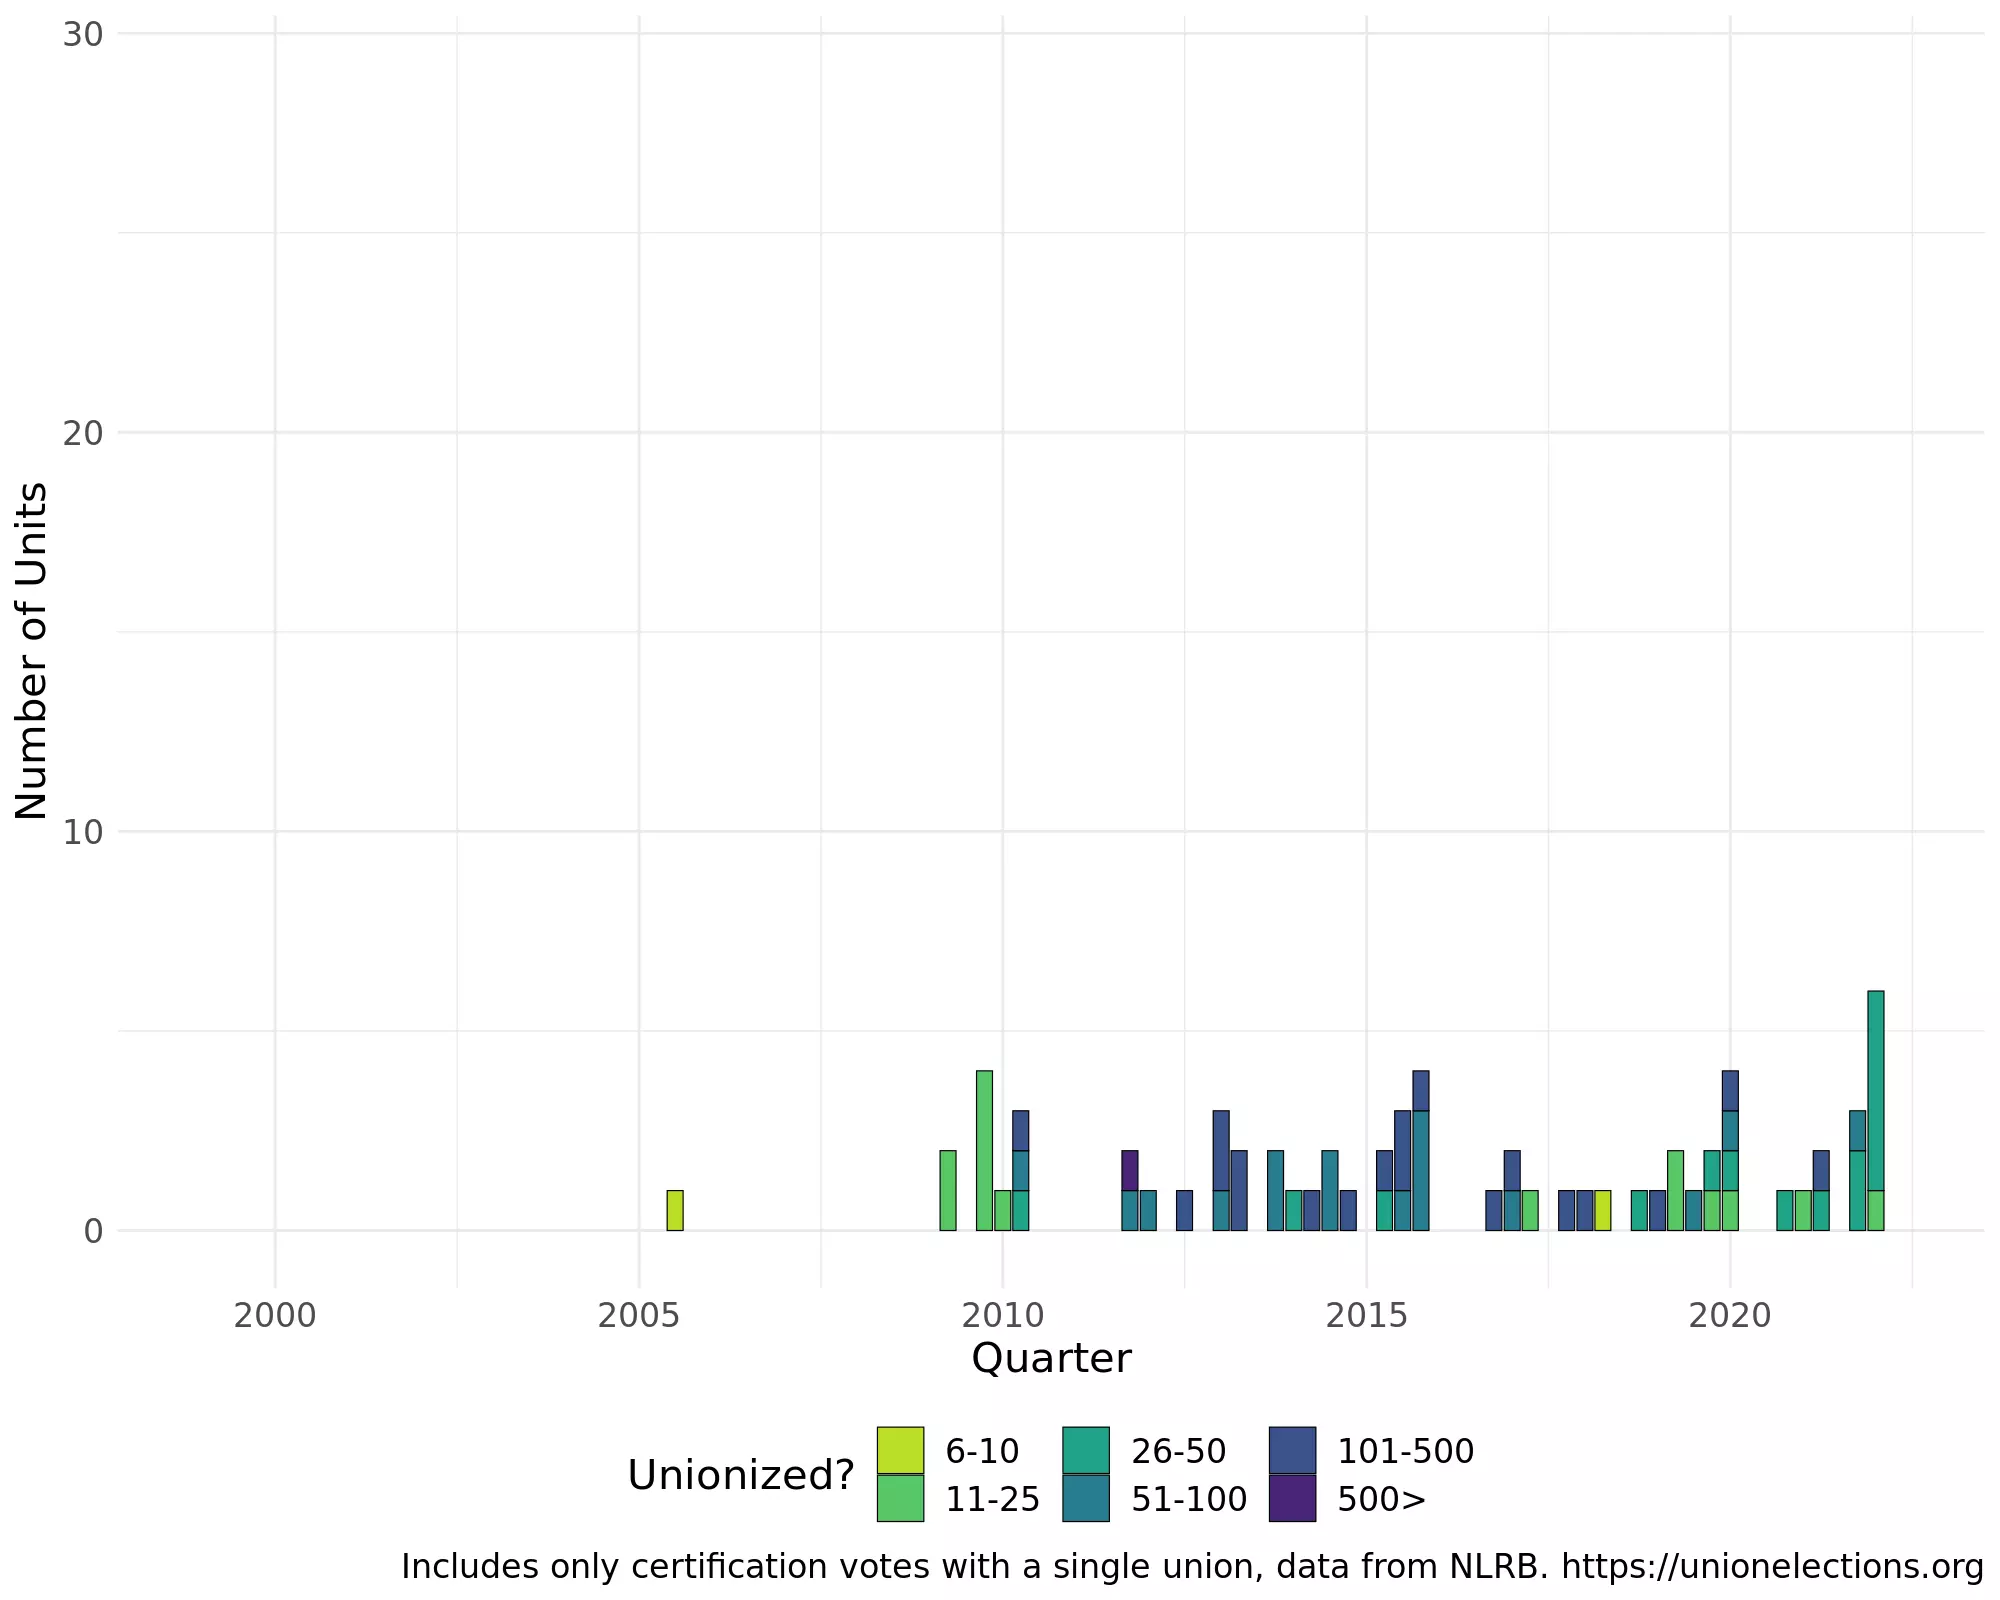 30
20
10
0
Number of Units
2000 2005 2010 2015 2020
Quarter
Unionized?
6-10 26-50 101-500
11-25 51-100 500>
Includes only certification votes with a single union, data from NLRB. https://unionelections.org